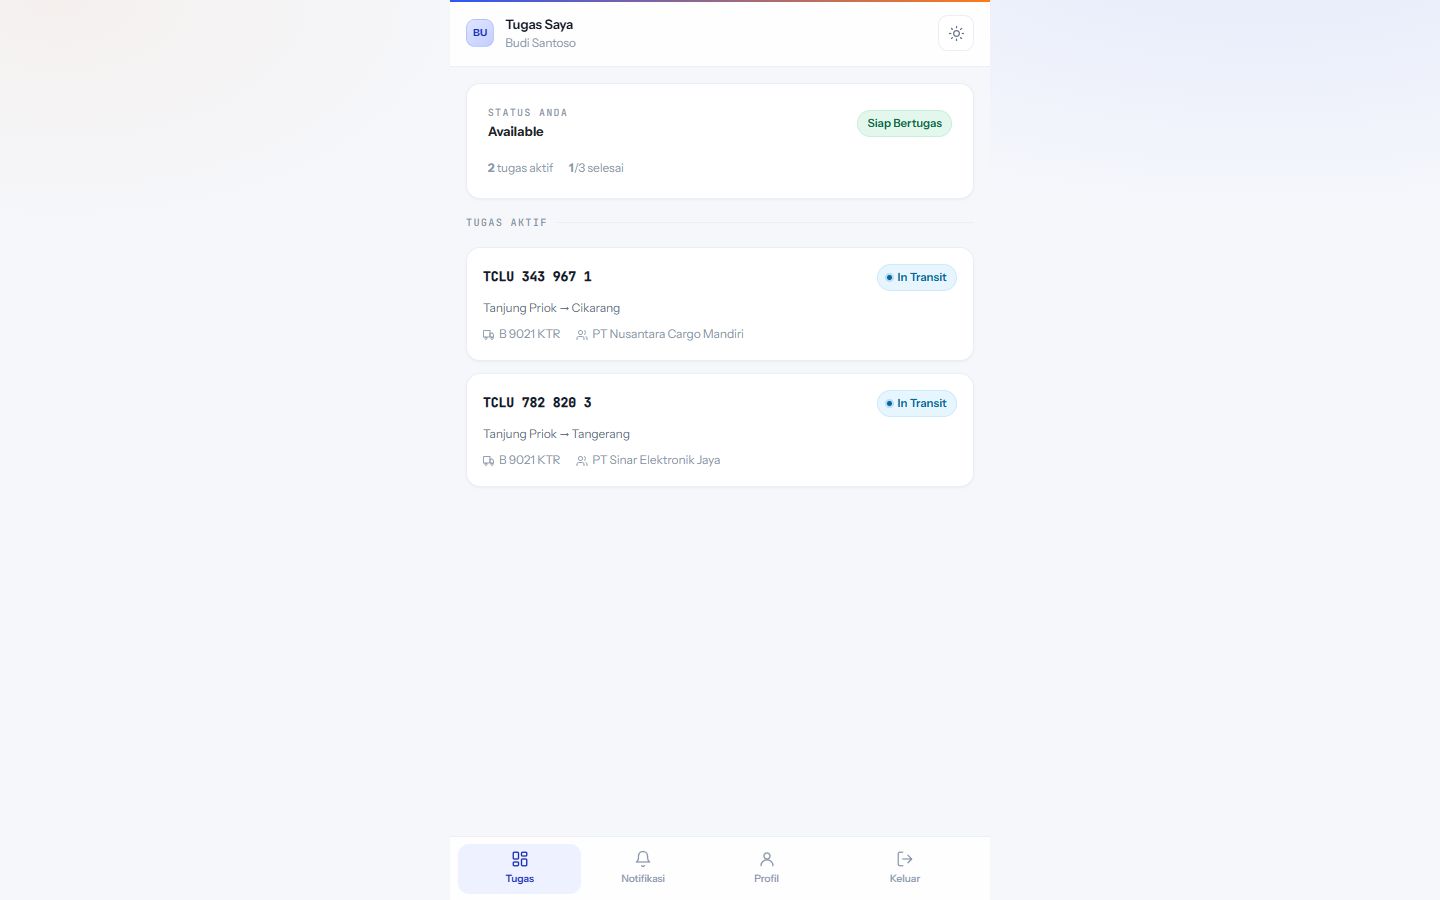 BU
Tugas Saya
Budi Santoso
STATUS ANDA
Available
Siap Bertugas
2 tugas aktif 1/3 selesai
TUGAS AKTIF
TCLU 343 967 1
In Transit
Tanjung Priok → Cikarang
B 9021 KTR PT Nusantara Cargo Mandiri
TCLU 782 820 3
In Transit
Tanjung Priok → Tangerang
B 9021 KTR PT Sinar Elektronik Jaya
Tugas Notifikasi Profil Keluar